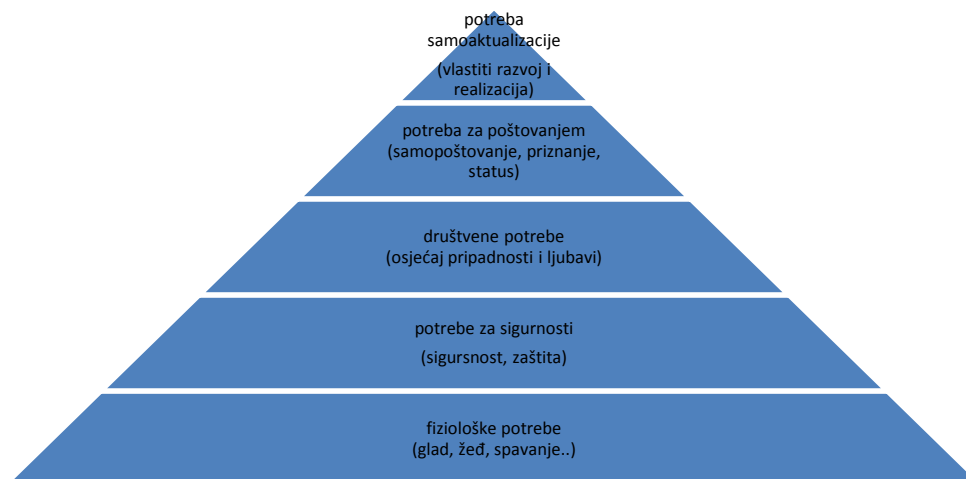 potreba
samoaktualizacije
(vlastiti razvoj i
realizacija)
potreba za poštovanjem
(samopoštovanje, priznanje,
status)
društvene potrebe
(osjećaj pripadnosti i ljubavi)
potrebe za sigurnosti
(sigursnost, zaštita)
fiziološke potrebe
(glad, žeđ, spavanje..)